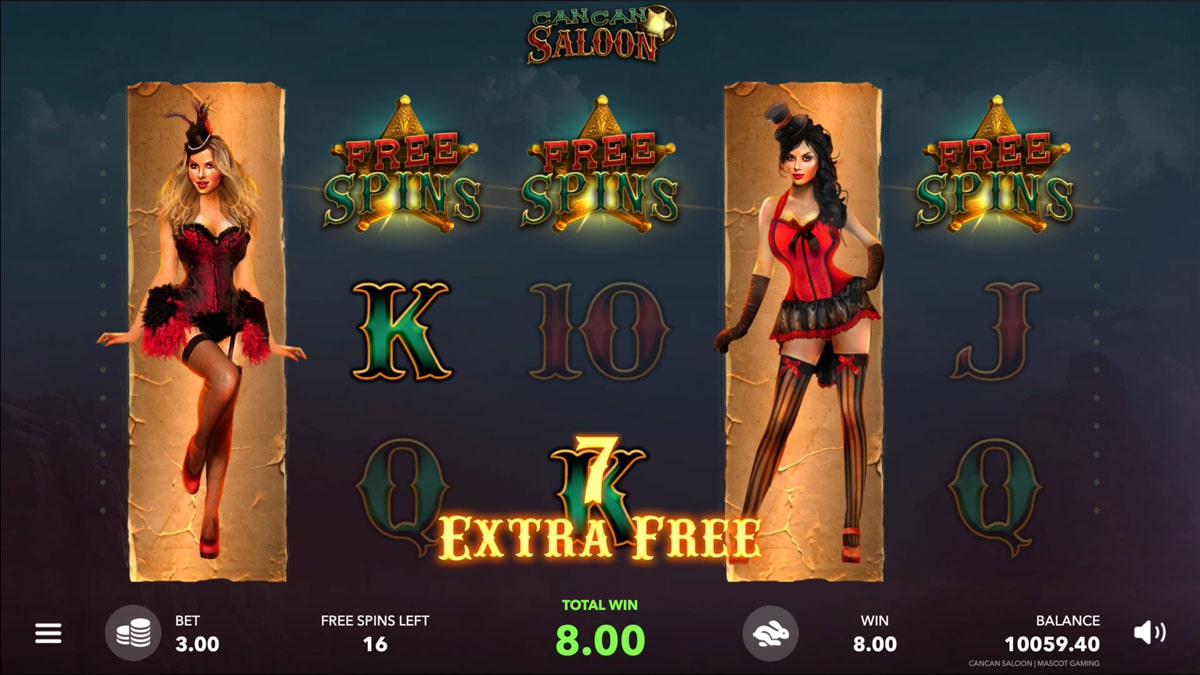 CANCAN
SALOON
FREE
SPINS
FREE
SPINS
FREE
SPINS
K
10
J
Q
K
Q
7
EXTRA FREE
BET
3.00
FREE SPINS LEFT
16
TOTAL WIN
8.00
WIN
8.00
BALANCE
10059.40
CANCAN SALOON | MASCOT GAMING